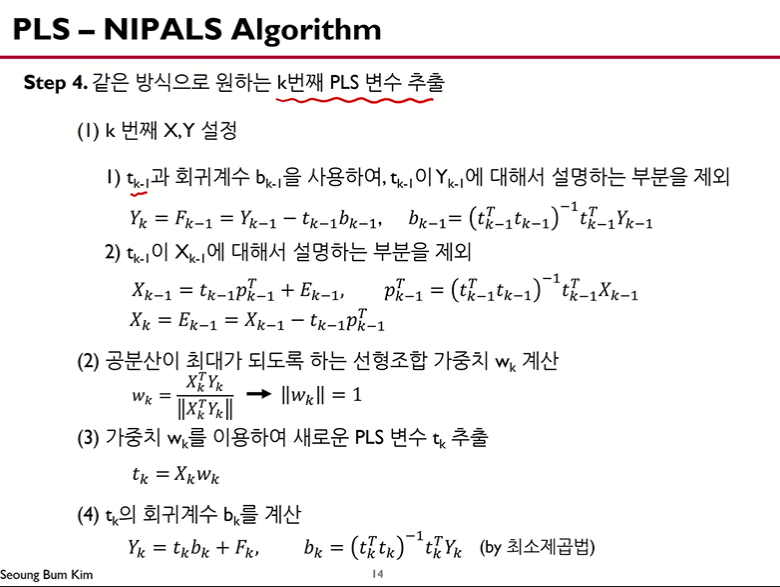 PLS – NIPALS Algorithm
Step 4. 같은 방식으로 원하는 k번째 PLS 변수 추출
(1) k 번째 X,Y 설정
1) t_{k-1}과 회귀계수 b_{k-1}을 사용하여, t_{k-1}이 Y_{k-1}에 대해서 설명하는 부분을 제외
Y_k = F_{k−1} = Y_{k−1} − t_{k−1}b_{k−1}, b_{k−1} = (t_{k−1}^T t_{k−1})^{−1} t_{k−1}^T Y_{k−1}
2) t_{k-1}이 X_{k-1}에 대해서 설명하는 부분을 제외
X_{k−1} = t_{k−1}p_{k−1}^T + E_{k−1}, p_{k−1}^T = (t_{k−1}^T t_{k−1})^{−1} t_{k−1}^T X_{k−1}
X_k = E_{k−1} = X_{k−1} − t_{k−1}p_{k−1}^T
(2) 공분산이 최대가 되도록 하는 선형조합 가중치 w_k 계산
w_k = X_k^T Y_k / ‖X_k^T Y_k‖ → ‖w_k‖ = 1
(3) 가중치 w_k를 이용하여 새로운 PLS 변수 t_k 추출
t_k = X_k w_k
(4) t_k의 회귀계수 b_k를 계산
Y_k = t_k b_k + F_k, b_k = (t_k^T t_k)^{−1} t_k^T Y_k (by 최소제곱법)
Seoung Bum Kim
14